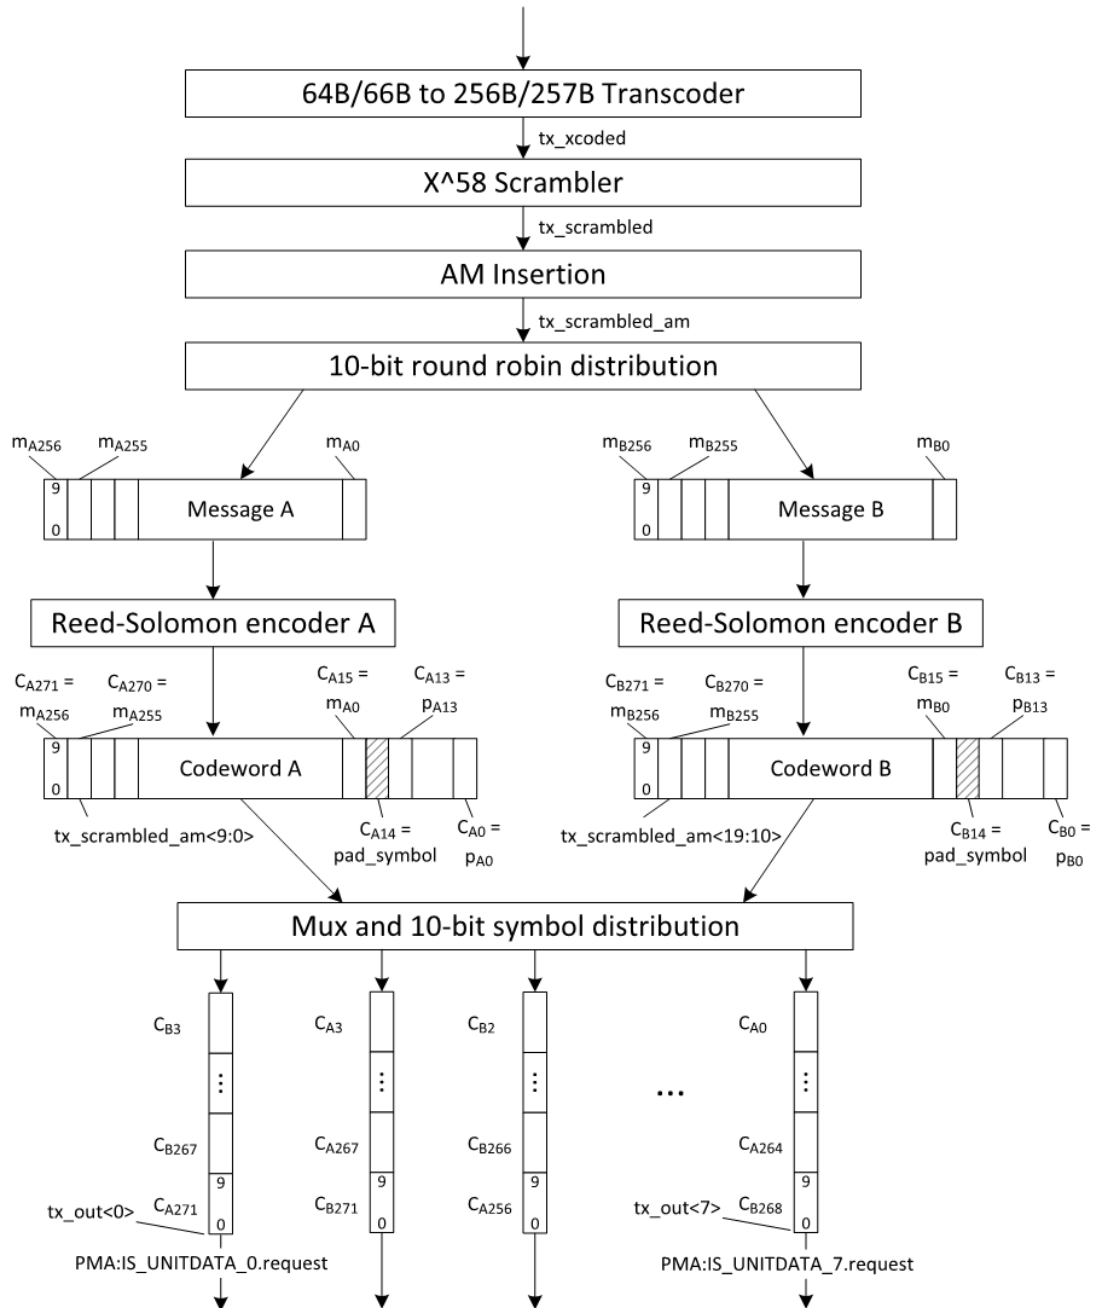 64B/66B to 256B/257B Transcoder
tx_xcoded
X^58 Scrambler
tx_scrambled
AM Insertion
tx_scrambled_am
10-bit round robin distribution
mA256 mA255 mA0 mB256 mB255 mB0
9 9
Message A Message B
0 0
Reed-Solomon encoder A Reed-Solomon encoder B
CA271 = CA270 = CA15 = CA13 = CB271 = CB270 = CB15 = CB13 =
mA256 mA255 mA0 pA13 mB256 mB255 mB0 pB13
9 9
Codeword A Codeword B
0 0
tx_scrambled_am<9:0> CA14 = CA0 = tx_scrambled_am<19:10> CB14 = CB0 =
pad_symbol pA0 pad_symbol pB0
Mux and 10-bit symbol distribution
CB3 CA3 CB2 CA0
... ... ... ... ...
CB267 CA267 CB266 CA264
9 9 9 9
CA271 CB271 CA256 CB268
tx_out<0> 0 0 0 tx_out<7> 0
PMA:IS_UNITDATA_0.request PMA:IS_UNITDATA_7.request